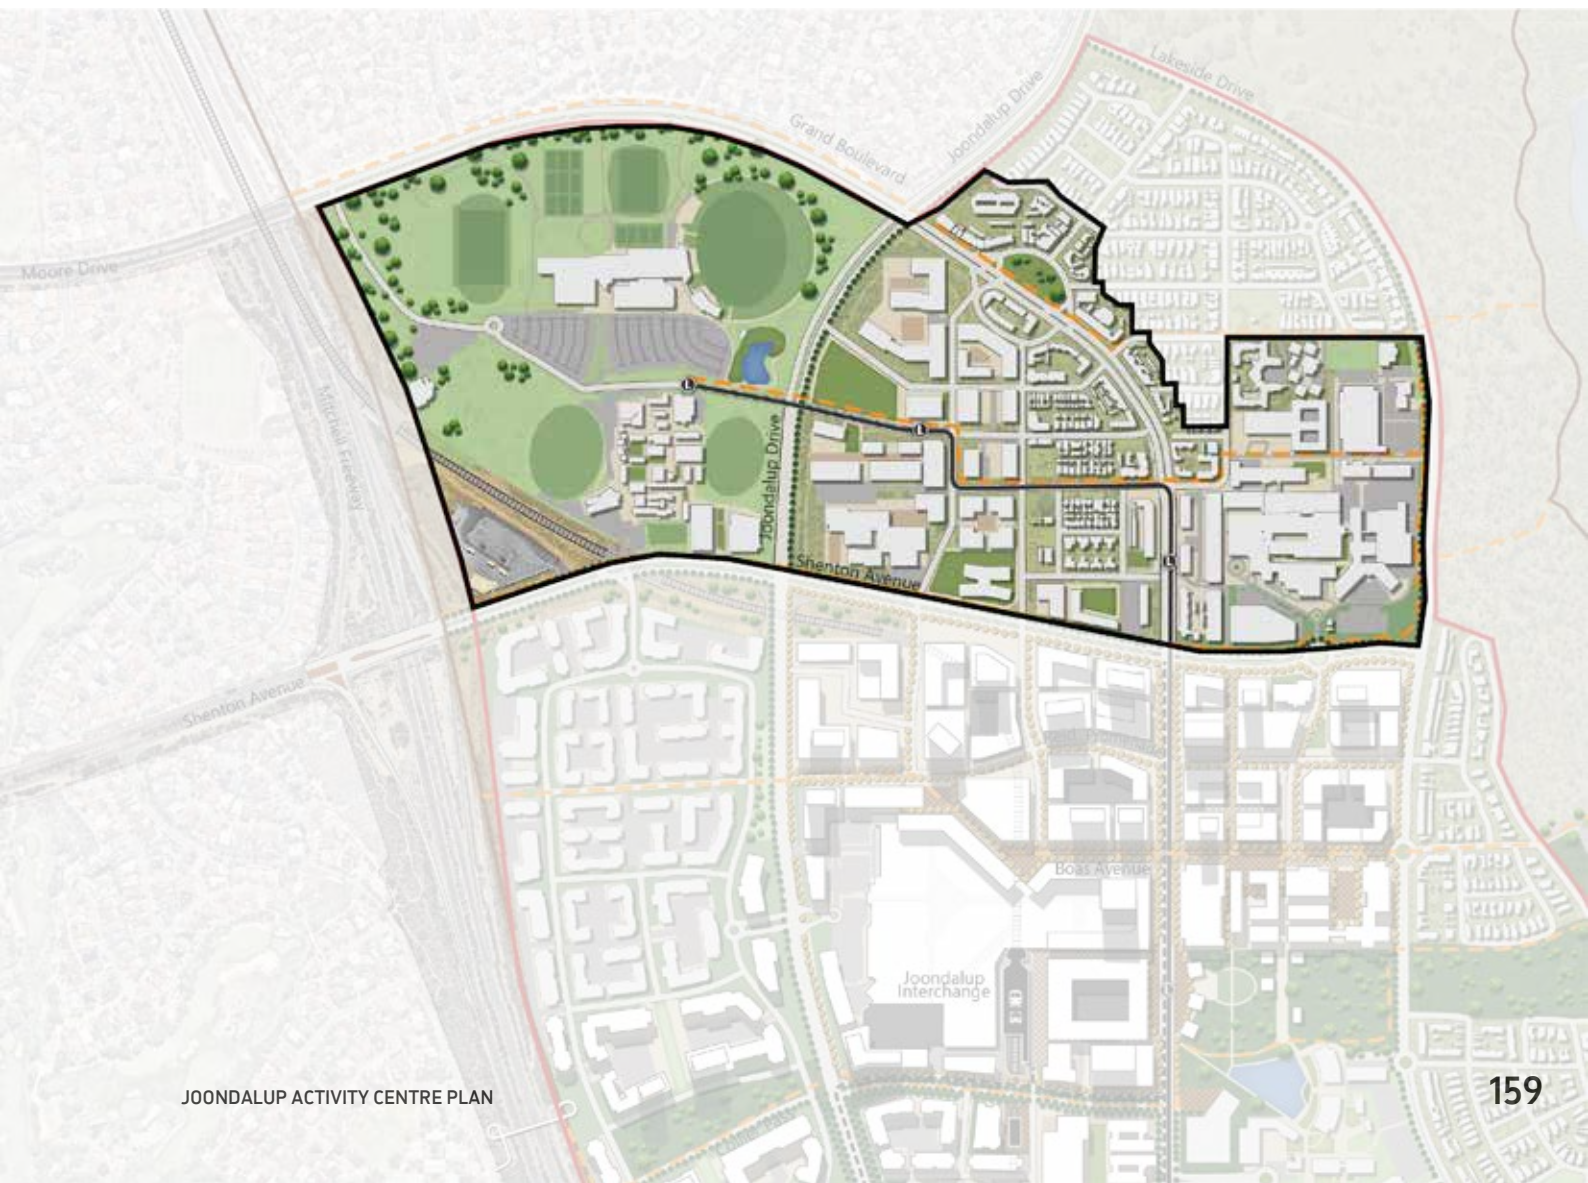 Lakeside Drive
Joondalup Drive
Grand Boulevard
Moore Drive
Mitchell Freeway
Joondalup Drive
L
L
L
Shenton Avenue
Shenton Avenue
Boas Avenue
Joondalup
Interchange
JOONDALUP ACTIVITY CENTRE PLAN
159